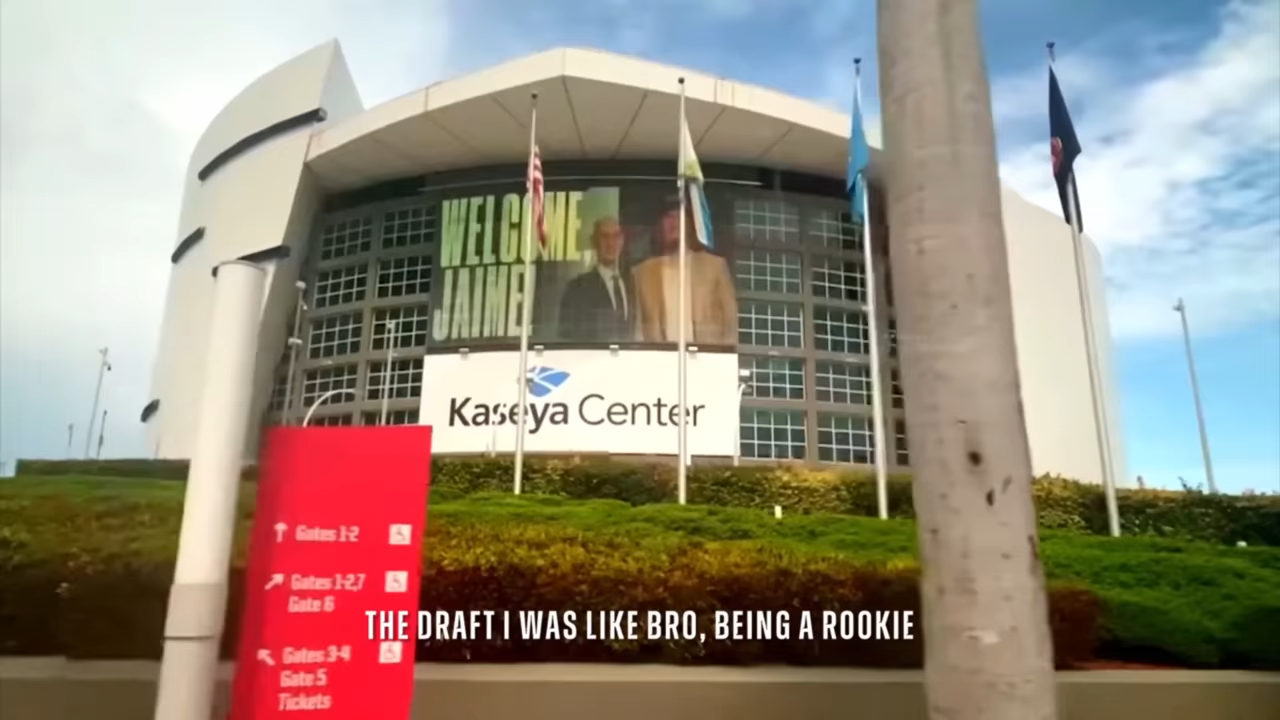 WELCOME,
JAIME!
Kaseya Center
Gates 1-2
Gates 1-2,7
Gate 6
Gates 3-4
Gate 5
Tickets
THE DRAFT I WAS LIKE BRO, BEING A ROOKIE